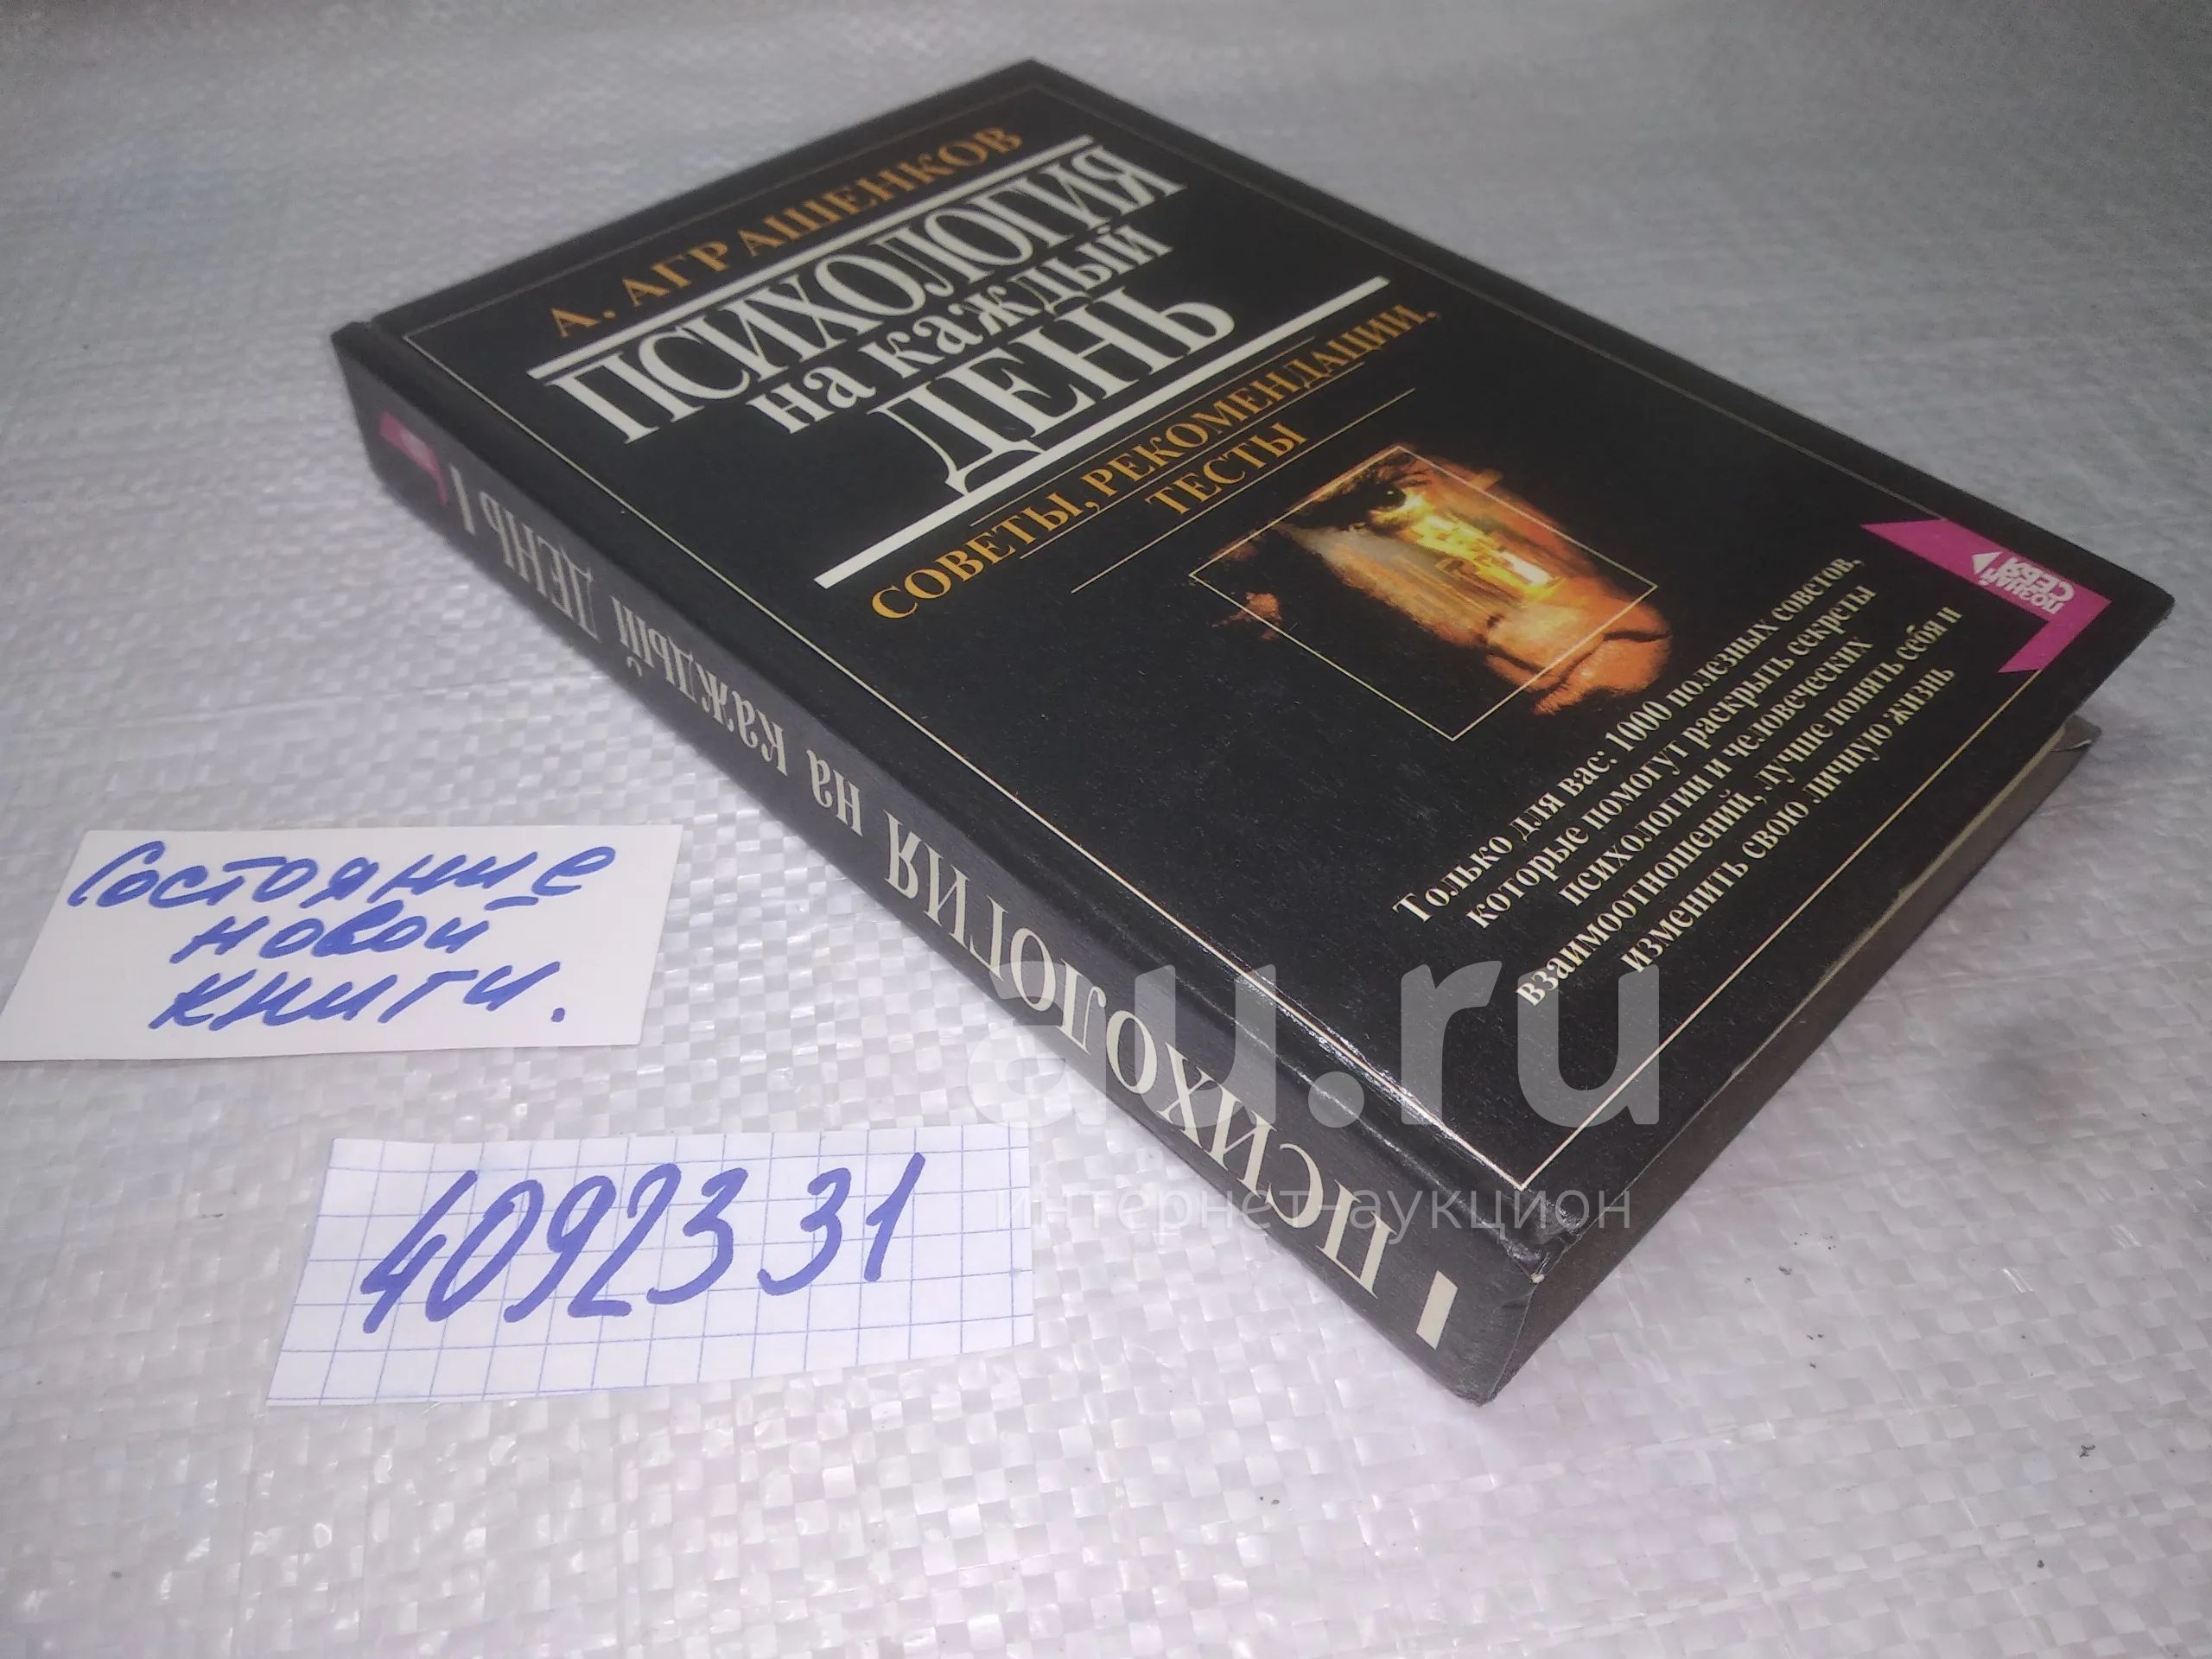 А. АГРАШЕНКОВ
ПСИХОЛОГИЯ
на каждый
ДЕНЬ
СОВЕТЫ, РЕКОМЕНДАЦИИ,
ТЕСТЫ
ПОЗНАЙ
СЕБЯ
Только для вас: 1000 полезных советов,
которые помогут раскрыть секреты
психологии и человеческих
взаимоотношений, лучше понять себя и
изменить свою личную жизнь
ПСИХОЛОГИЯ на каждый ДЕНЬ
Состояние
новой
книги.
4092331
au.ru
интернет-аукцион